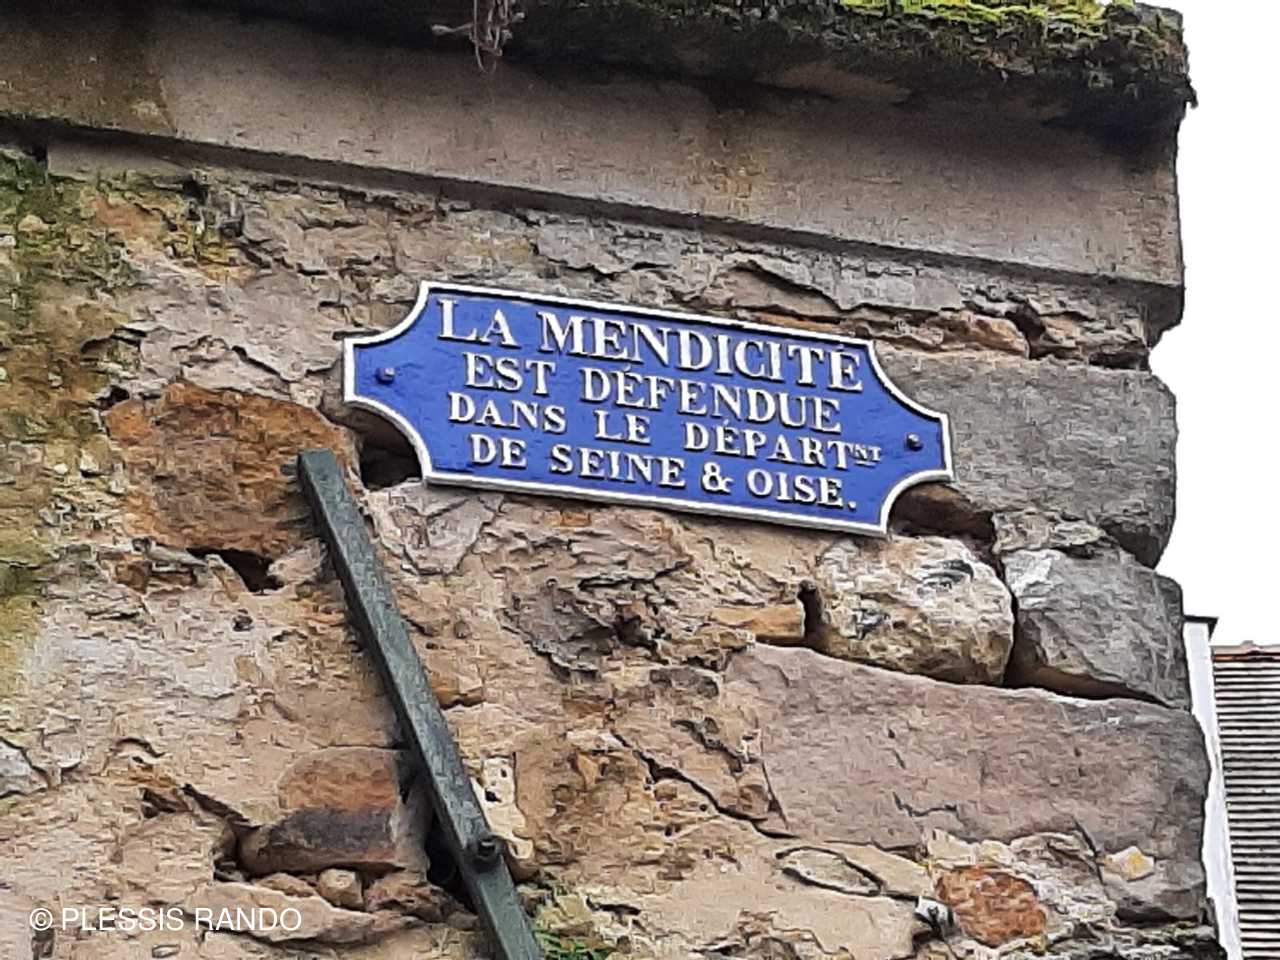 LA MENDICITÉ
EST DÉFENDUE
DANS LE DÉPARTNT
DE SEINE & OISE.
© PLESSIS RANDO